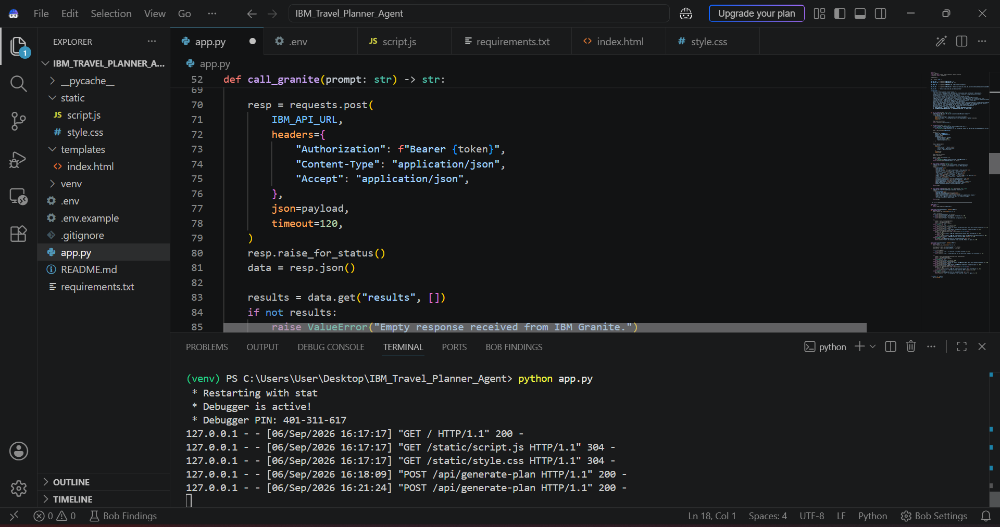 File Edit Selection View Go ··· IBM_Travel_Planner_Agent Upgrade your plan
EXPLORER ···
1
IBM_TRAVEL_PLANNER_A...
__pycache__
static
JS script.js
# style.css
templates
<> index.html
venv
.env
.env.example
.gitignore
app.py
README.md
requirements.txt
OUTLINE
TIMELINE
app.py .env JS script.js requirements.txt <> index.html # style.css ···
app.py
52 def call_granite(prompt: str) -> str:
69
70 resp = requests.post(
71 IBM_API_URL,
72 headers={
73 "Authorization": f"Bearer {token}",
74 "Content-Type": "application/json",
75 "Accept": "application/json",
76 },
77 json=payload,
78 timeout=120,
79 )
80 resp.raise_for_status()
81 data = resp.json()
82
83 results = data.get("results", [])
84 if not results:
85 raise ValueError("Empty response received from IBM Granite.")
PROBLEMS OUTPUT DEBUG CONSOLE TERMINAL PORTS BOB FINDINGS python ···
(venv) PS C:\Users\User\Desktop\IBM_Travel_Planner_Agent> python app.py
* Restarting with stat
* Debugger is active!
* Debugger PIN: 401-311-617
127.0.0.1 - - [06/Sep/2026 16:17:17] "GET / HTTP/1.1" 200 -
127.0.0.1 - - [06/Sep/2026 16:17:17] "GET /static/script.js HTTP/1.1" 304 -
127.0.0.1 - - [06/Sep/2026 16:17:17] "GET /static/style.css HTTP/1.1" 304 -
127.0.0.1 - - [06/Sep/2026 16:18:09] "POST /api/generate-plan HTTP/1.1" 200 -
127.0.0.1 - - [06/Sep/2026 16:21:24] "POST /api/generate-plan HTTP/1.1" 200 -
0 0 Bob Findings Ln 18, Col 1 Spaces: 4 UTF-8 LF Python Bob Settings